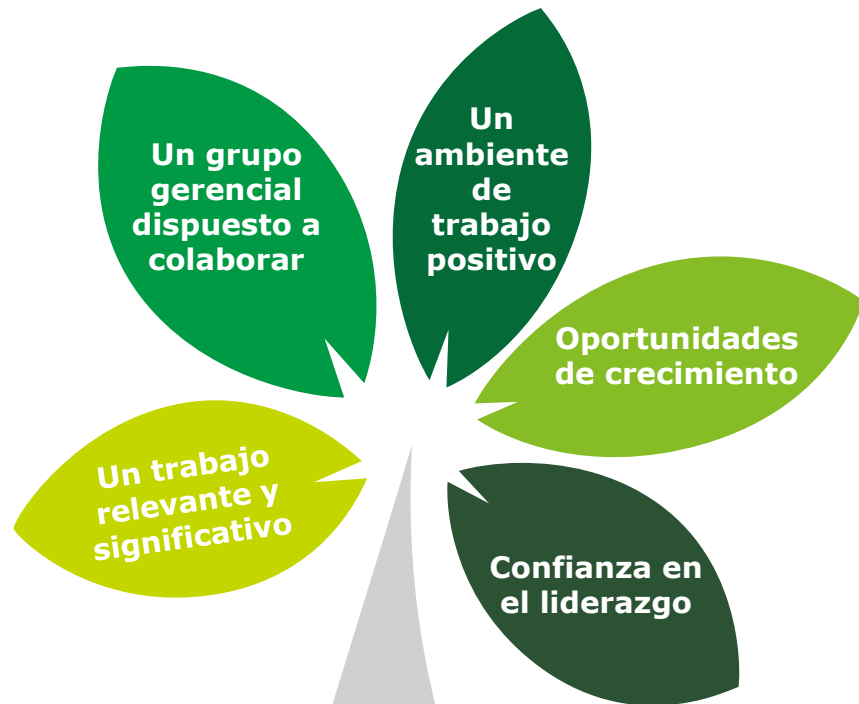 Un grupo
gerencial
dispuesto a
colaborar
Un
ambiente
de
trabajo
positivo
Oportunidades
de crecimiento
Un trabajo
relevante y
significativo
Confianza en
el liderazgo